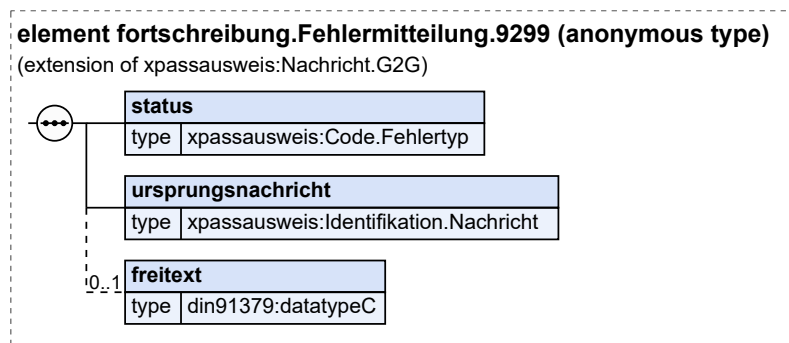 element fortschreibung.Fehlermitteilung.9299 (anonymous type)
(extension of xpassausweis:Nachricht.G2G)
status
type xpassausweis:Code.Fehlertyp
ursprungsnachricht
type xpassausweis:Identifikation.Nachricht
0..1
freitext
type din91379:datatypeC